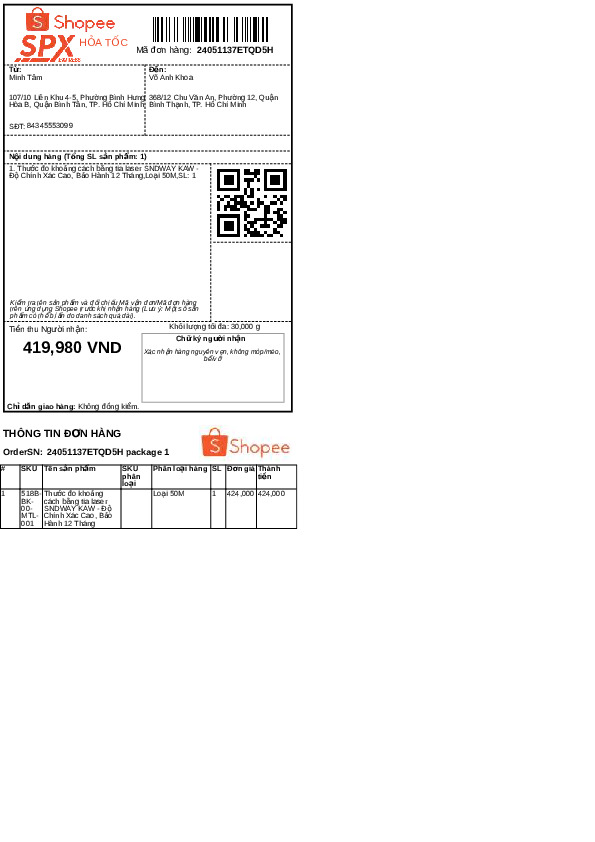 Shopee
SPX HỎA TỐC
EXPRESS
Mã đơn hàng: 24051137ETQD5H
Từ:
Minh Tâm
107/10 Liên Khu 4-5, Phường Bình Hưng
Hòa B, Quận Bình Tân, TP. Hồ Chí Minh
SĐT: 84345553099
Đến:
Võ Anh Khoa
368/12 Chu Văn An, Phường 12, Quận
Bình Thạnh, TP. Hồ Chí Minh
Nội dung hàng (Tổng SL sản phẩm: 1)
1. Thước đo khoảng cách bằng tia laser SNDWAY KAW -
Độ Chính Xác Cao, Bảo Hành 12 Tháng,Loại 50M,SL: 1
Kiểm tra tên sản phẩm và đối chiếu Mã vận đơn/Mã đơn hàng
trên ứng dụng Shopee trước khi nhận hàng (Lưu ý: Một số sản
phẩm có thể bị ẩn do danh sách quá dài).
Tiền thu Người nhận:
419,980 VND
Khối lượng tối đa: 30,000 g
Chữ ký người nhận
Xác nhận hàng nguyên vẹn, không móp/méo,
bể/vỡ
Chỉ dẫn giao hàng: Không đồng kiểm.
THÔNG TIN ĐƠN HÀNG
Shopee
OrderSN: 24051137ETQD5H package 1
# SKU Tên sản phẩm SKU phân loại Phân loại hàng SL Đơn giá Thành tiền
1 518B-BK-00-MTL-001 Thước đo khoảng cách bằng tia laser SNDWAY KAW - Độ Chính Xác Cao, Bảo Hành 12 Tháng Loại 50M 1 424,000 424,000